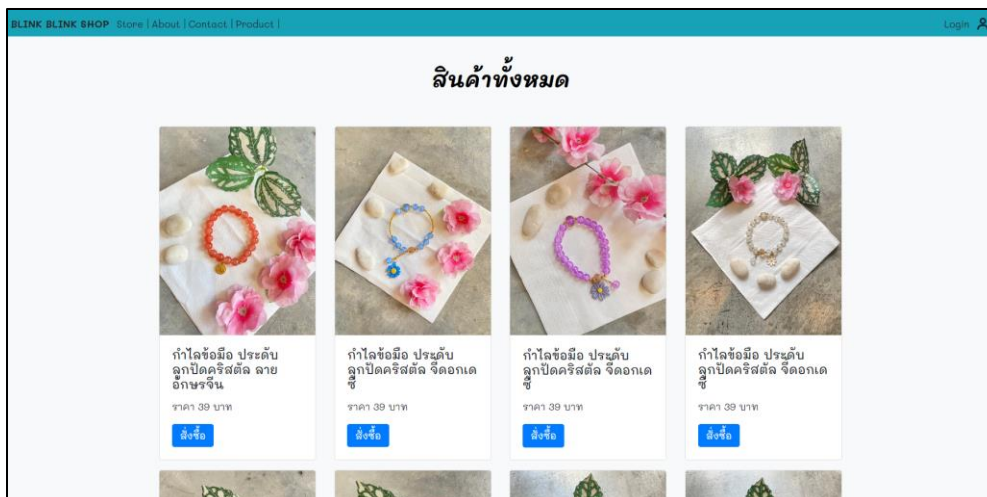 BLINK BLINK SHOP Store | About | Contact | Product | Login
สินค้าทั้งหมด
กำไลข้อมือ ประดับ
ลูกปัดคริสตัล ลาย
อักษรจีน
ราคา 39 บาท
สั่งซื้อ
กำไลข้อมือ ประดับ
ลูกปัดคริสตัล จี้ดอกเด
ซี่
ราคา 39 บาท
สั่งซื้อ
กำไลข้อมือ ประดับ
ลูกปัดคริสตัล จี้ดอกเด
ซี่
ราคา 39 บาท
สั่งซื้อ
กำไลข้อมือ ประดับ
ลูกปัดคริสตัล จี้ดอกเด
ซี่
ราคา 39 บาท
สั่งซื้อ